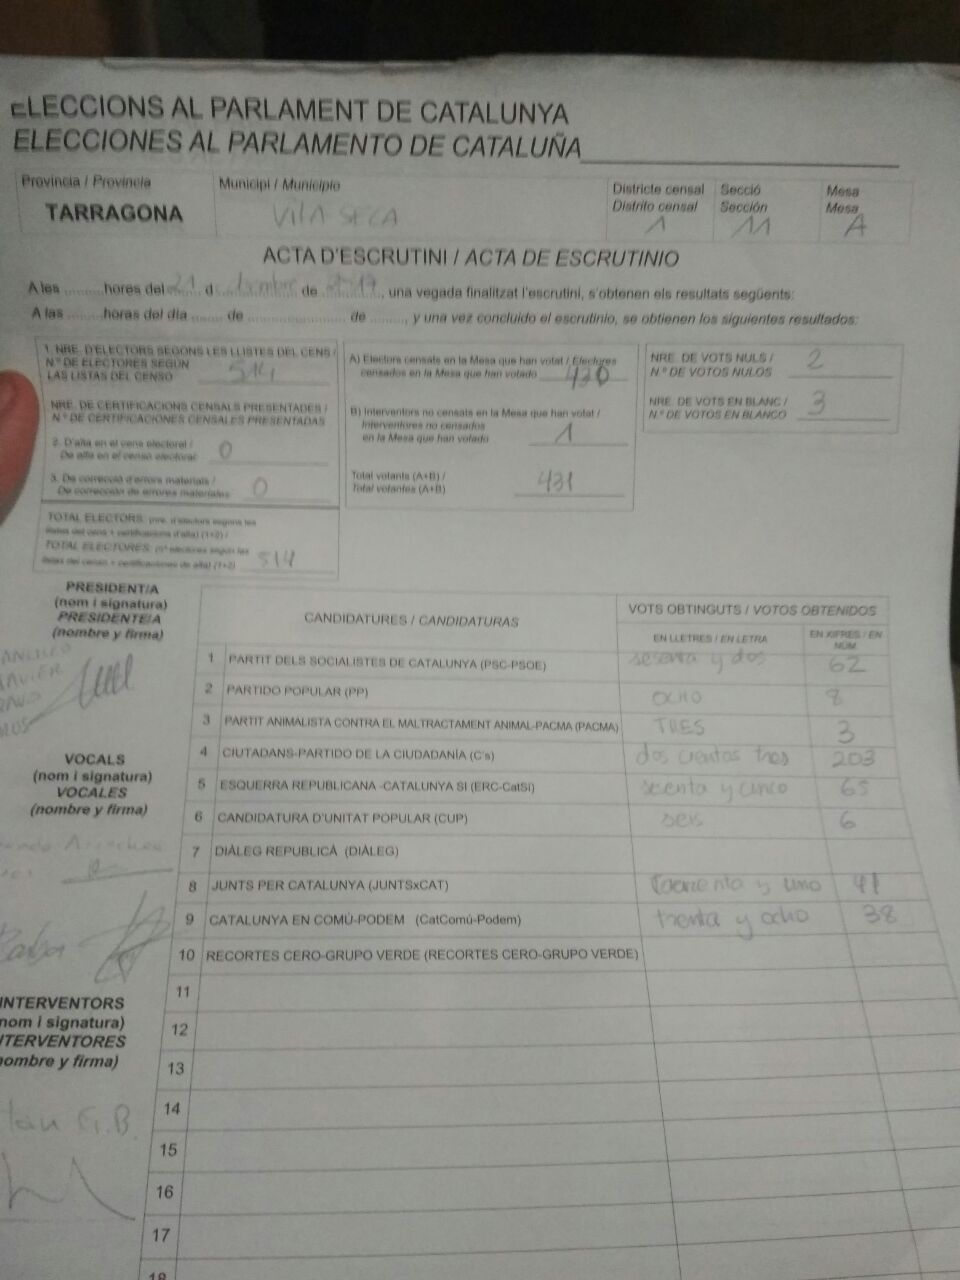 ELECCIONS AL PARLAMENT DE CATALUNYA
ELECCIONES AL PARLAMENTO DE CATALUÑA
Província / Provincia
TARRAGONA
Municipi / Municipio
VILA SECA
Districte censal
Distrito censal
1
Secció
Sección
11
Mesa
Mesa
A
ACTA D'ESCRUTINI / ACTA DE ESCRUTINIO
A les ......... hores del 21 d de , una vegada finalitzat l'escrutini, s'obtenen els resultats següents:
A las ......... horas del día ........ de ...................... de ........., y una vez concluido el escrutinio, se obtienen los siguientes resultados:
1. NRE. D'ELECTORS SEGONS LES LLISTES DEL CENS /
N.º DE ELECTORES SEGÚN
LAS LISTAS DEL CENSO 514
NRE. DE CERTIFICACIONS CENSALS PRESENTADES /
N.º DE CERTIFICACIONES CENSALES PRESENTADAS
2. D'alta en el cens electoral /
De alta en el censo electoral 0
3. De correcció d'errors materials /
De corrección de errores materiales 0
TOTAL ELECTORS: (nre. d'electors segons les
llistes del cens + certificacions d'alta) (1+2) /
TOTAL ELECTORES: (n.º electores según las
listas del censo + certificaciones de alta) (1+2) 514
A) Electors censats en la Mesa que han votat / Electores
censados en la Mesa que han votado 430
B) Interventors no censats en la Mesa que han votat /
Interventores no censados
en la Mesa que han votado 1
Total votants (A+B) /
Total votantes (A+B) 431
NRE. DE VOTS NULS /
N.º DE VOTOS NULOS 2
NRE. DE VOTS EN BLANC /
N.º DE VOTOS EN BLANCO 3
PRESIDENT/A
(nom i signatura)
PRESIDENTE/A
(nombre y firma)
VOCALS
(nom i signatura)
VOCALES
(nombre y firma)
INTERVENTORS
nom i signatura)
NTERVENTORES
nombre y firma)
CANDIDATURES / CANDIDATURAS
VOTS OBTINGUTS / VOTOS OBTENIDOS
EN LLETRES / EN LETRA
EN XIFRES / EN
NÚM.
1 PARTIT DELS SOCIALISTES DE CATALUNYA (PSC-PSOE) sesenta y dos 62
2 PARTIDO POPULAR (PP) ocho 8
3 PARTIT ANIMALISTA CONTRA EL MALTRACTAMENT ANIMAL-PACMA (PACMA) TRES 3
4 CIUTADANS-PARTIDO DE LA CIUDADANÍA (C's) dos cientos tres 203
5 ESQUERRA REPUBLICANA -CATALUNYA SÍ (ERC-CatSí) y cinco 65
6 CANDIDATURA D'UNITAT POPULAR (CUP) seis 6
7 DIÀLEG REPUBLICÀ (DIÀLEG)
8 JUNTS PER CATALUNYA (JUNTSxCAT) y uno 41
9 CATALUNYA EN COMÚ-PODEM (CatComú-Podem) trenta y ocho 38
10 RECORTES CERO-GRUPO VERDE (RECORTES CERO-GRUPO VERDE)
11
12
13
14
15
16
17
18